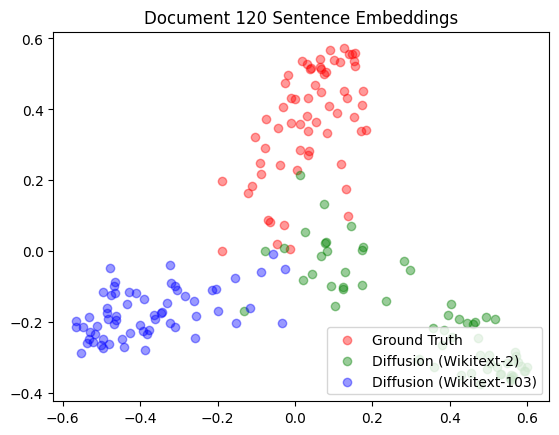 Document 120 Sentence Embeddings
0.6
0.4
0.2
0.0
−0.2
−0.4
Ground Truth
Diffusion (Wikitext-2)
Diffusion (Wikitext-103)
−0.6 −0.4 −0.2 0.0 0.2 0.4 0.6